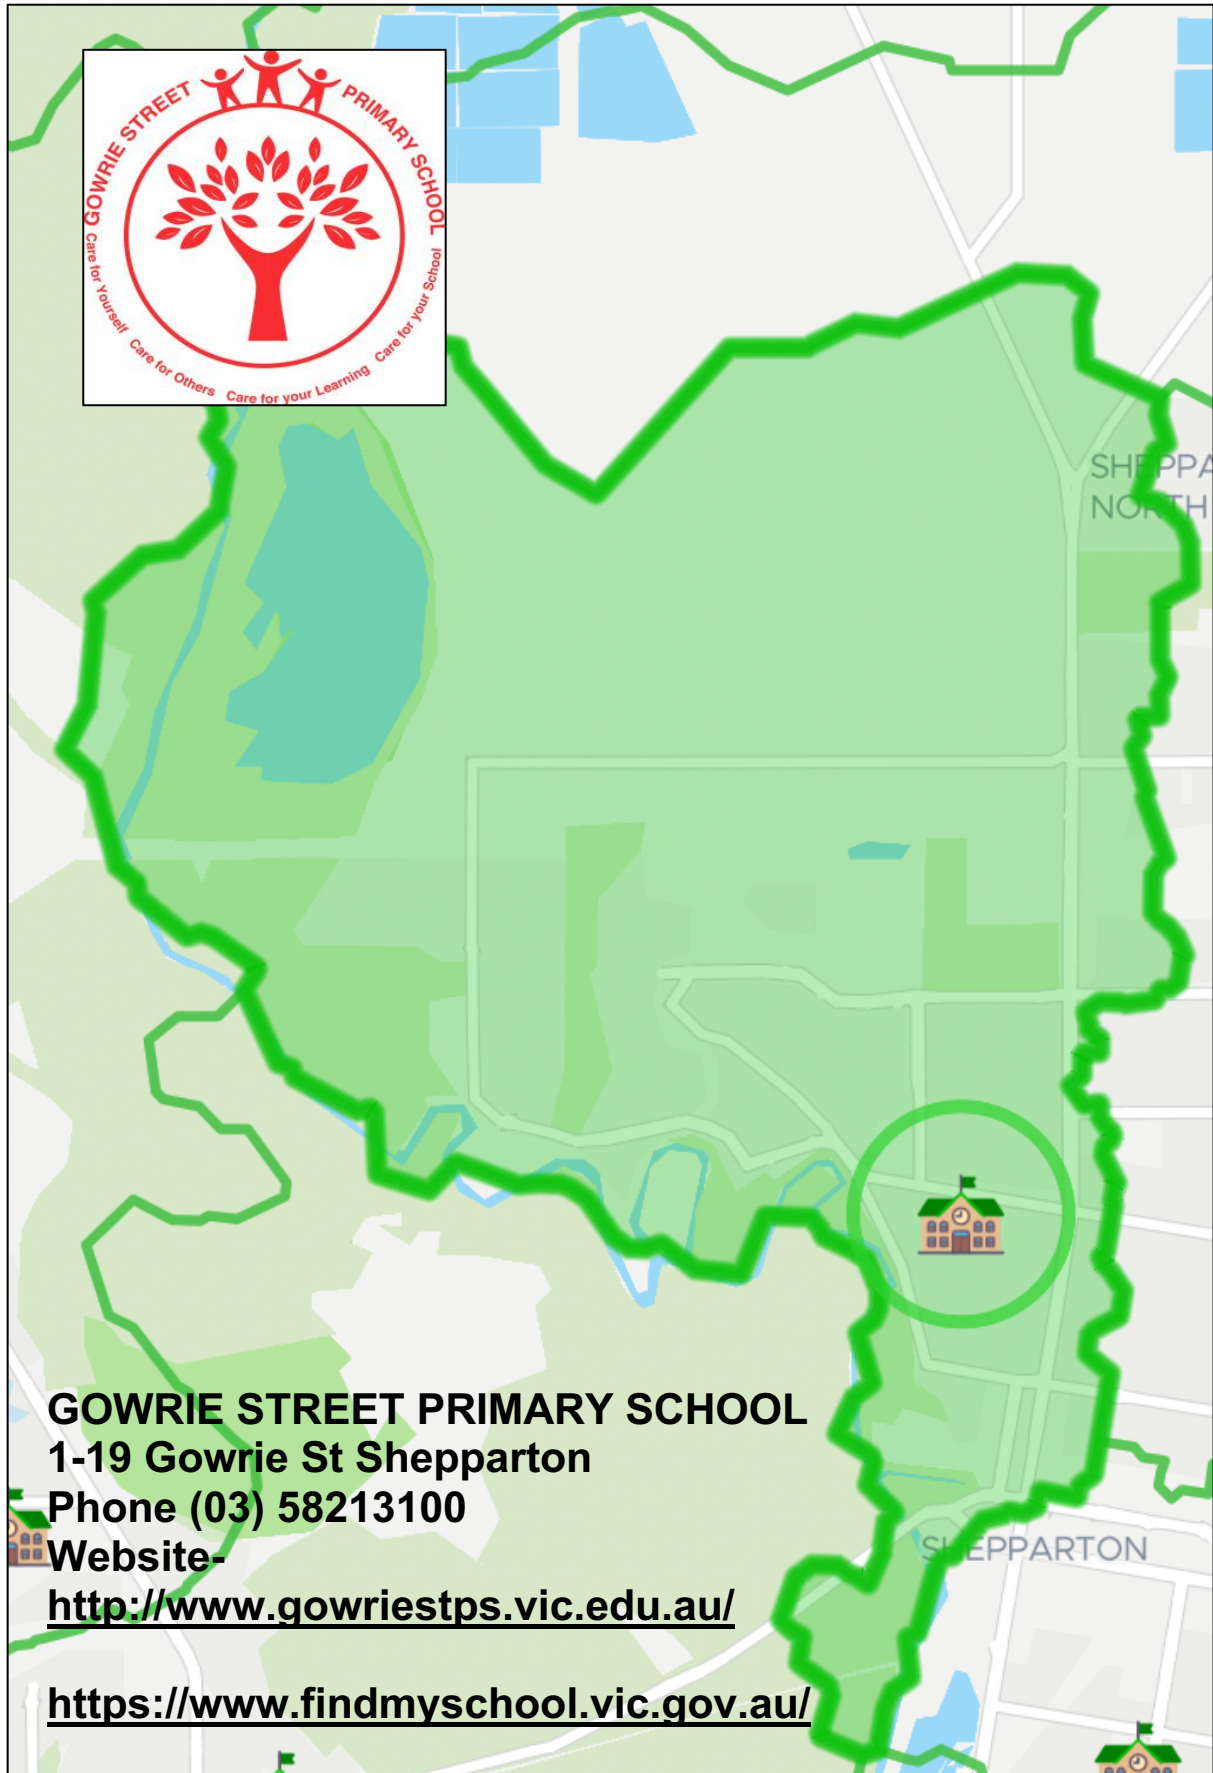 GOWRIE STREET PRIMARY SCHOOL
Care for Yourself Care for Others Care for your Learning Care for your School
SHEPPA
NORTH
GOWRIE STREET PRIMARY SCHOOL
1-19 Gowrie St Shepparton
Phone (03) 58213100
Website-
http://www.gowriestps.vic.edu.au/
SHEPPARTON
https://www.findmyschool.vic.gov.au/